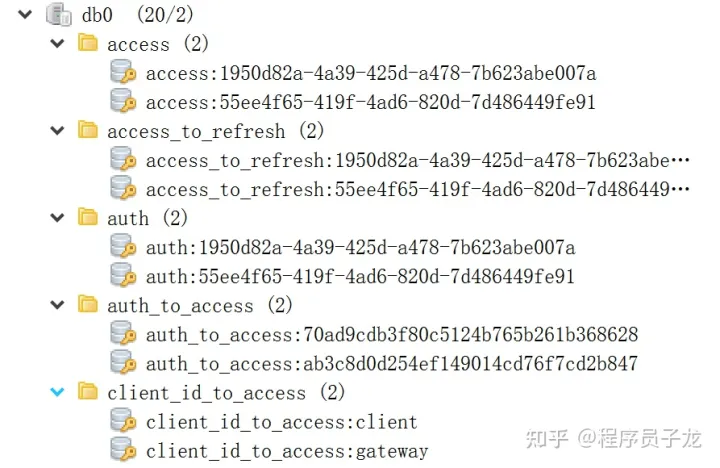 db0 (20/2)
access (2)
access:1950d82a-4a39-425d-a478-7b623abe007a
access:55ee4f65-419f-4ad6-820d-7d486449fe91
access_to_refresh (2)
access_to_refresh:1950d82a-4a39-425d-a478-7b623abe…
access_to_refresh:55ee4f65-419f-4ad6-820d-7d486449…
auth (2)
auth:1950d82a-4a39-425d-a478-7b623abe007a
auth:55ee4f65-419f-4ad6-820d-7d486449fe91
auth_to_access (2)
auth_to_access:70ad9cdb3f80c5124b765b261b368628
auth_to_access:ab3c8d0d254ef149014cd76f7cd2b847
client_id_to_access (2)
client_id_to_access:client
client_id_to_access:gateway
知乎 @程序员子龙